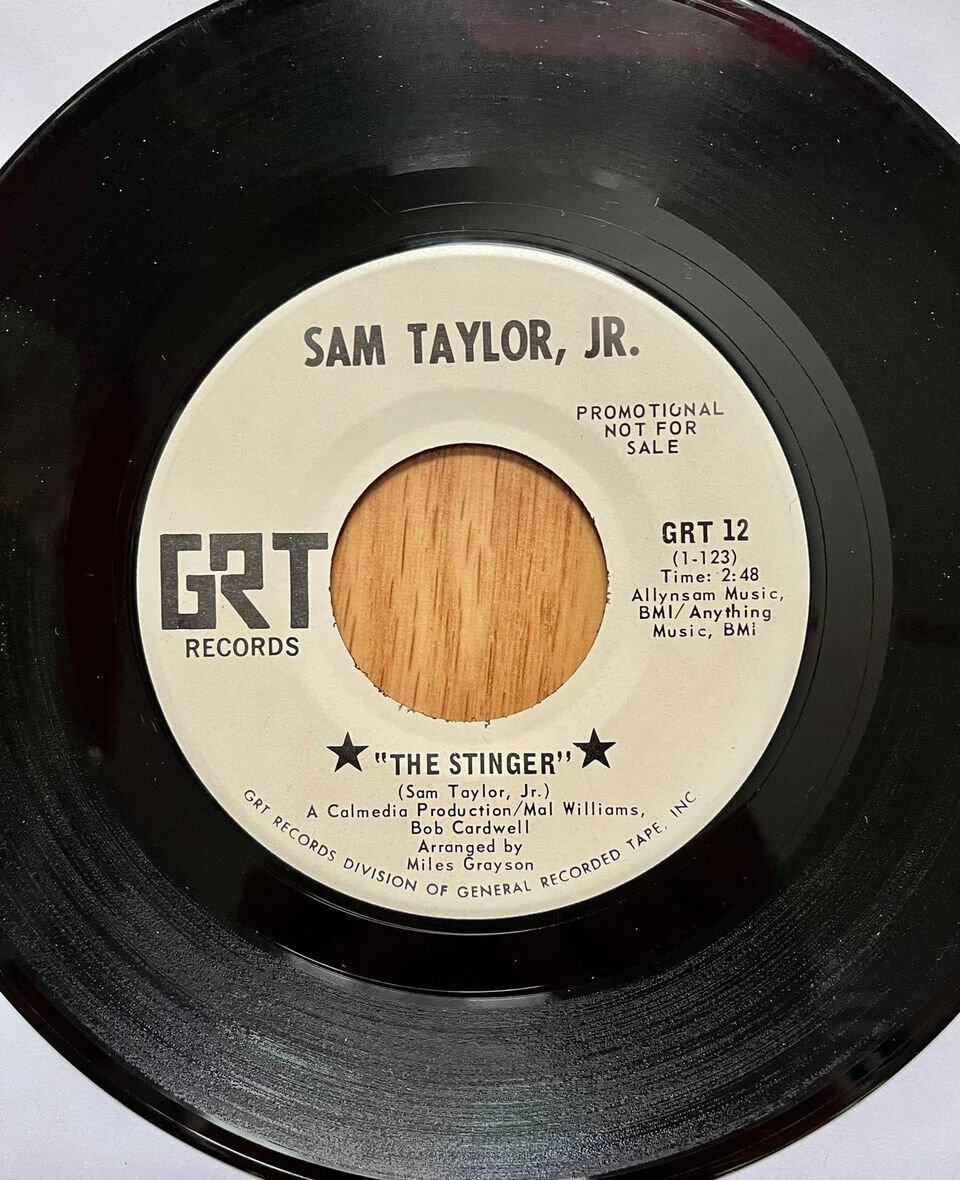 SAM TAYLOR, JR.
PROMOTIONAL
NOT FOR
SALE
GRT
RECORDS
GRT 12
(1-123)
Time: 2:48
Allynsam Music,
BMI/Anything
Music, BMI
★"THE STINGER"★
(Sam Taylor, Jr.)
A Calmedia Production/Mal Williams,
Bob Cardwell
Arranged by
Miles Grayson
GRT RECORDS DIVISION OF GENERAL RECORDED TAPE, INC.